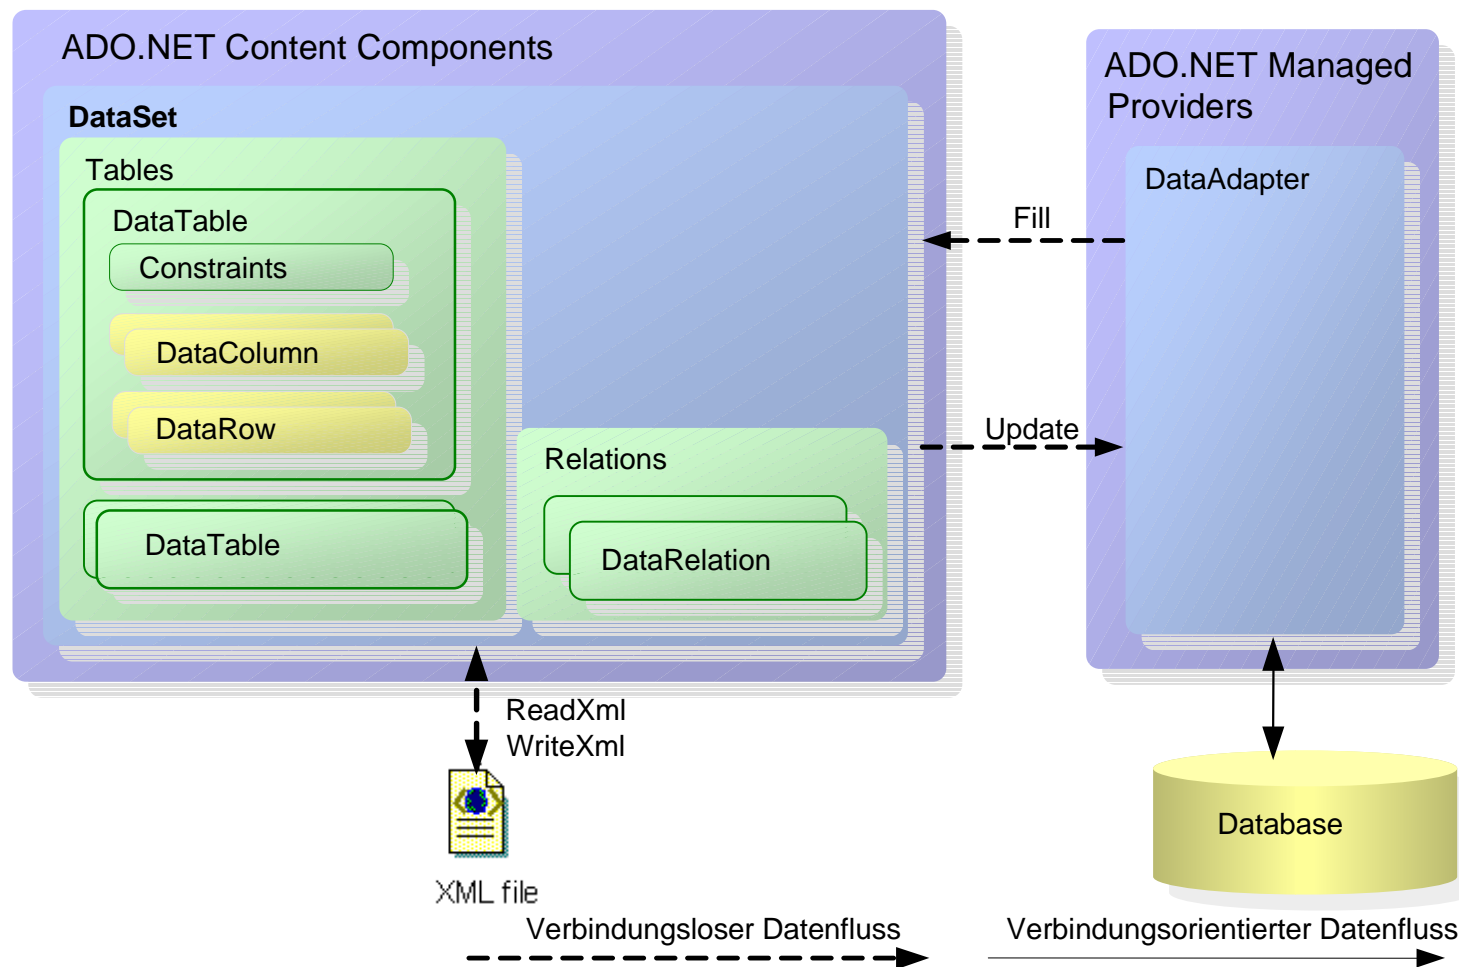 ADO.NET Content Components
DataSet
Tables
DataTable
Constraints
DataColumn
DataRow
DataTable
Relations
DataRelation
Fill
Update
ADO.NET Managed
Providers
DataAdapter
ReadXml
WriteXml
XML file
Database
Verbindungsloser Datenfluss
Verbindungsorientierter Datenfluss